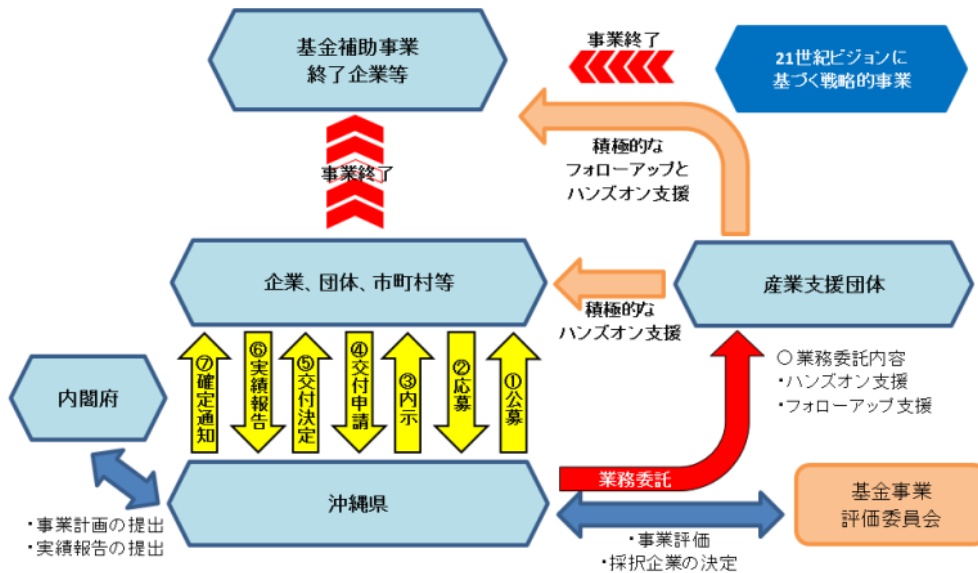 基金補助事業
終了企業等
事業終了
21世紀ビジョンに
基づく戦略的事業
積極的な
フォローアップと
ハンズオン支援
事業終了
企業、団体、市町村等
積極的な
ハンズオン支援
産業支援団体
⑦確定通知
⑥実績報告
⑤交付決定
④交付申請
③内示
②応募
①公募
○業務委託内容
・ハンズオン支援
・フォローアップ支援
内閣府
・事業計画の提出
・実績報告の提出
沖縄県
業務委託
・事業評価
・採択企業の決定
基金事業
評価委員会